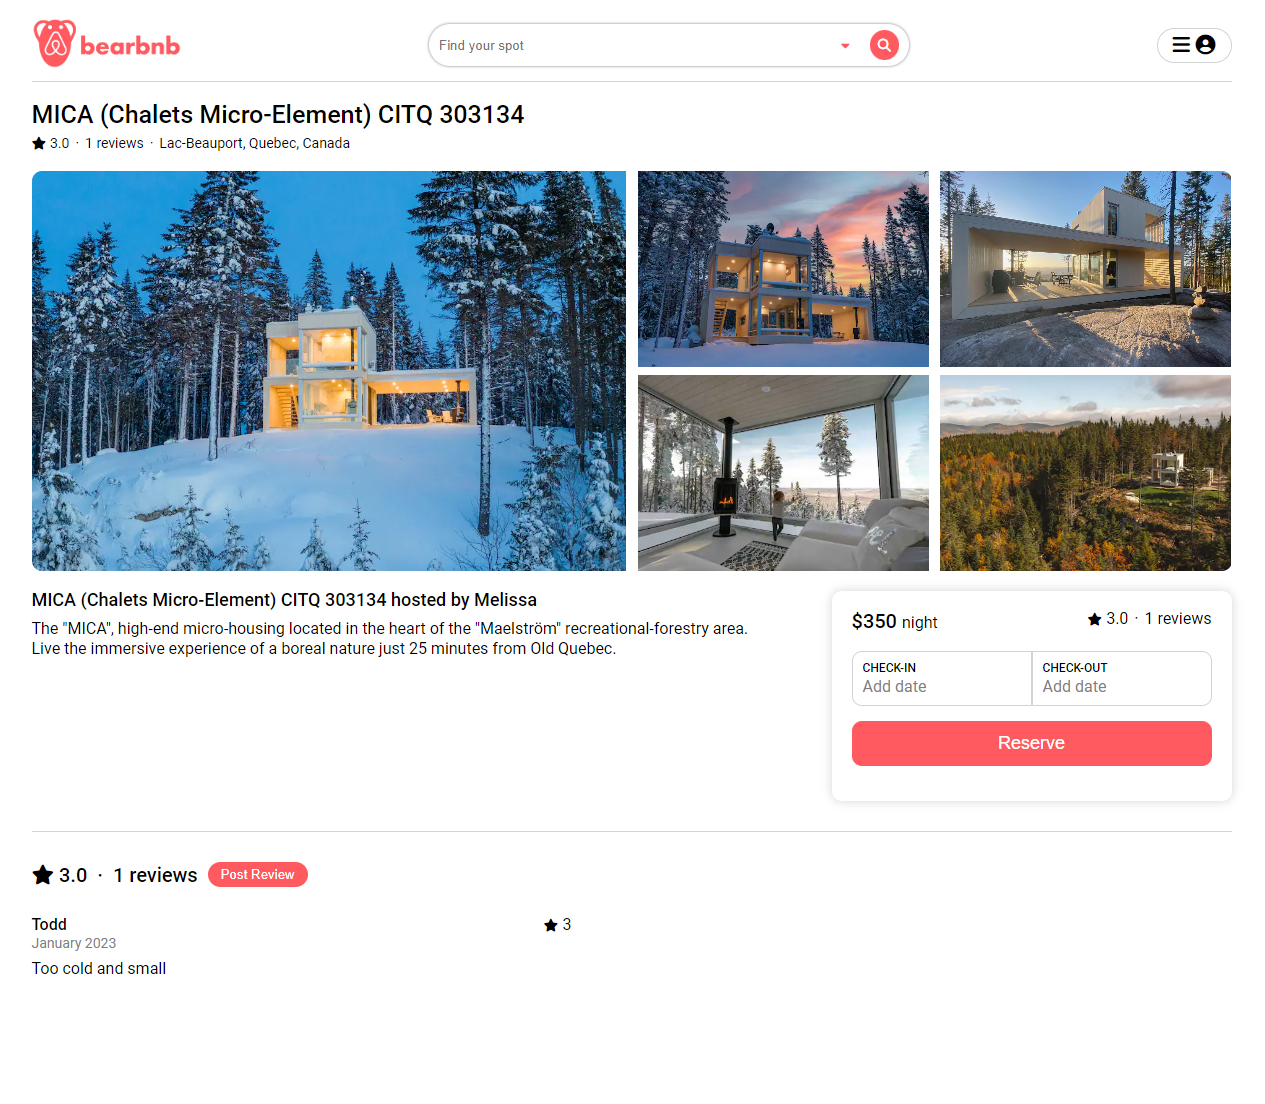 bearbnb
Find your spot
MICA (Chalets Micro-Element) CITQ 303134
3.0 · 1 reviews · Lac-Beauport, Quebec, Canada
MICA (Chalets Micro-Element) CITQ 303134 hosted by Melissa
The "MICA", high-end micro-housing located in the heart of the "Maelström" recreational-forestry area.
Live the immersive experience of a boreal nature just 25 minutes from Old Quebec.
$350 night
3.0 · 1 reviews
CHECK-IN
Add date
CHECK-OUT
Add date
Reserve
3.0 · 1 reviews
Post Review
Todd
3
January 2023
Too cold and small